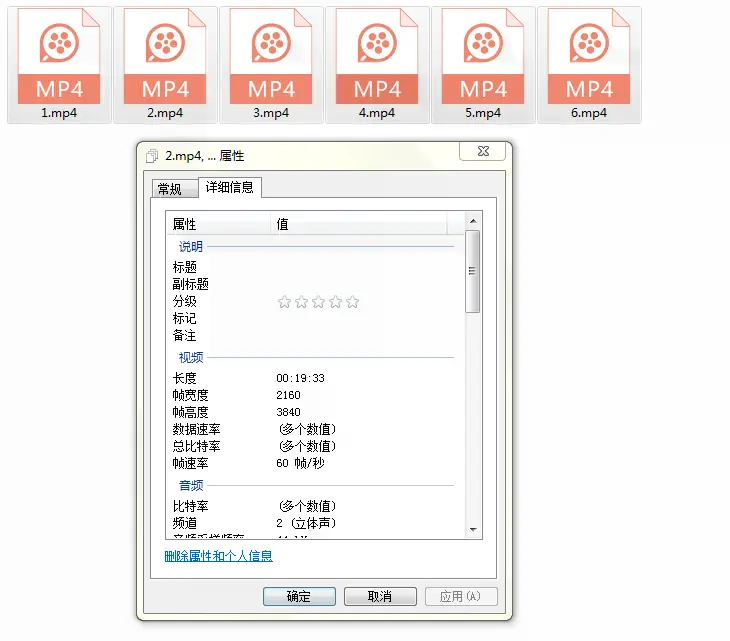 MP4 MP4 MP4 MP4 MP4 MP4
1.mp4 2.mp4 3.mp4 4.mp4 5.mp4 6.mp4
2.mp4, ... 属性
常规 详细信息
属性 值
说明
标题
副标题
分级
标记
备注
视频
长度 00:19:33
帧宽度 2160
帧高度 3840
数据速率 (多个数值)
总比特率 (多个数值)
帧速率 60 帧/秒
音频
比特率 (多个数值)
频道 2 (立体声)
删除属性和个人信息
确定 取消 应用(A)